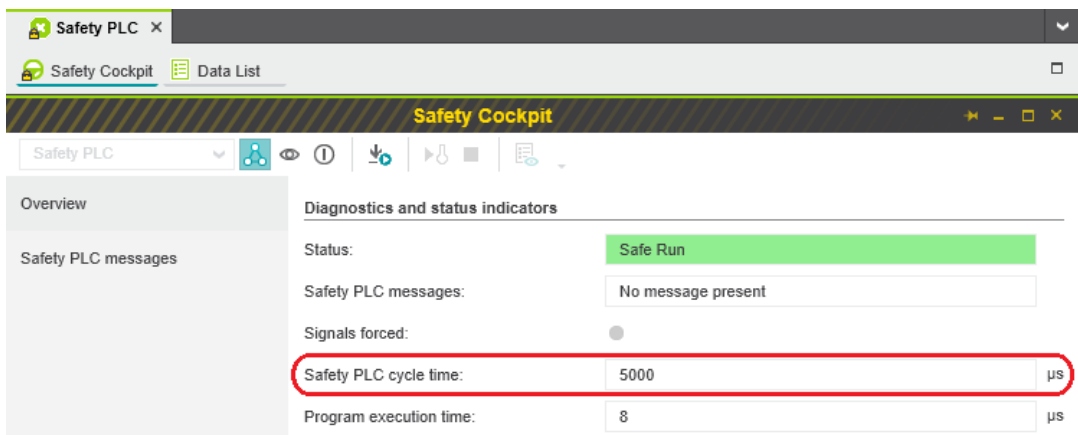 Safety PLC
Safety Cockpit Data List
Safety Cockpit
Safety PLC
Overview
Safety PLC messages
Diagnostics and status indicators
Status: Safe Run
Safety PLC messages: No message present
Signals forced:
Safety PLC cycle time: 5000 µs
Program execution time: 8 µs